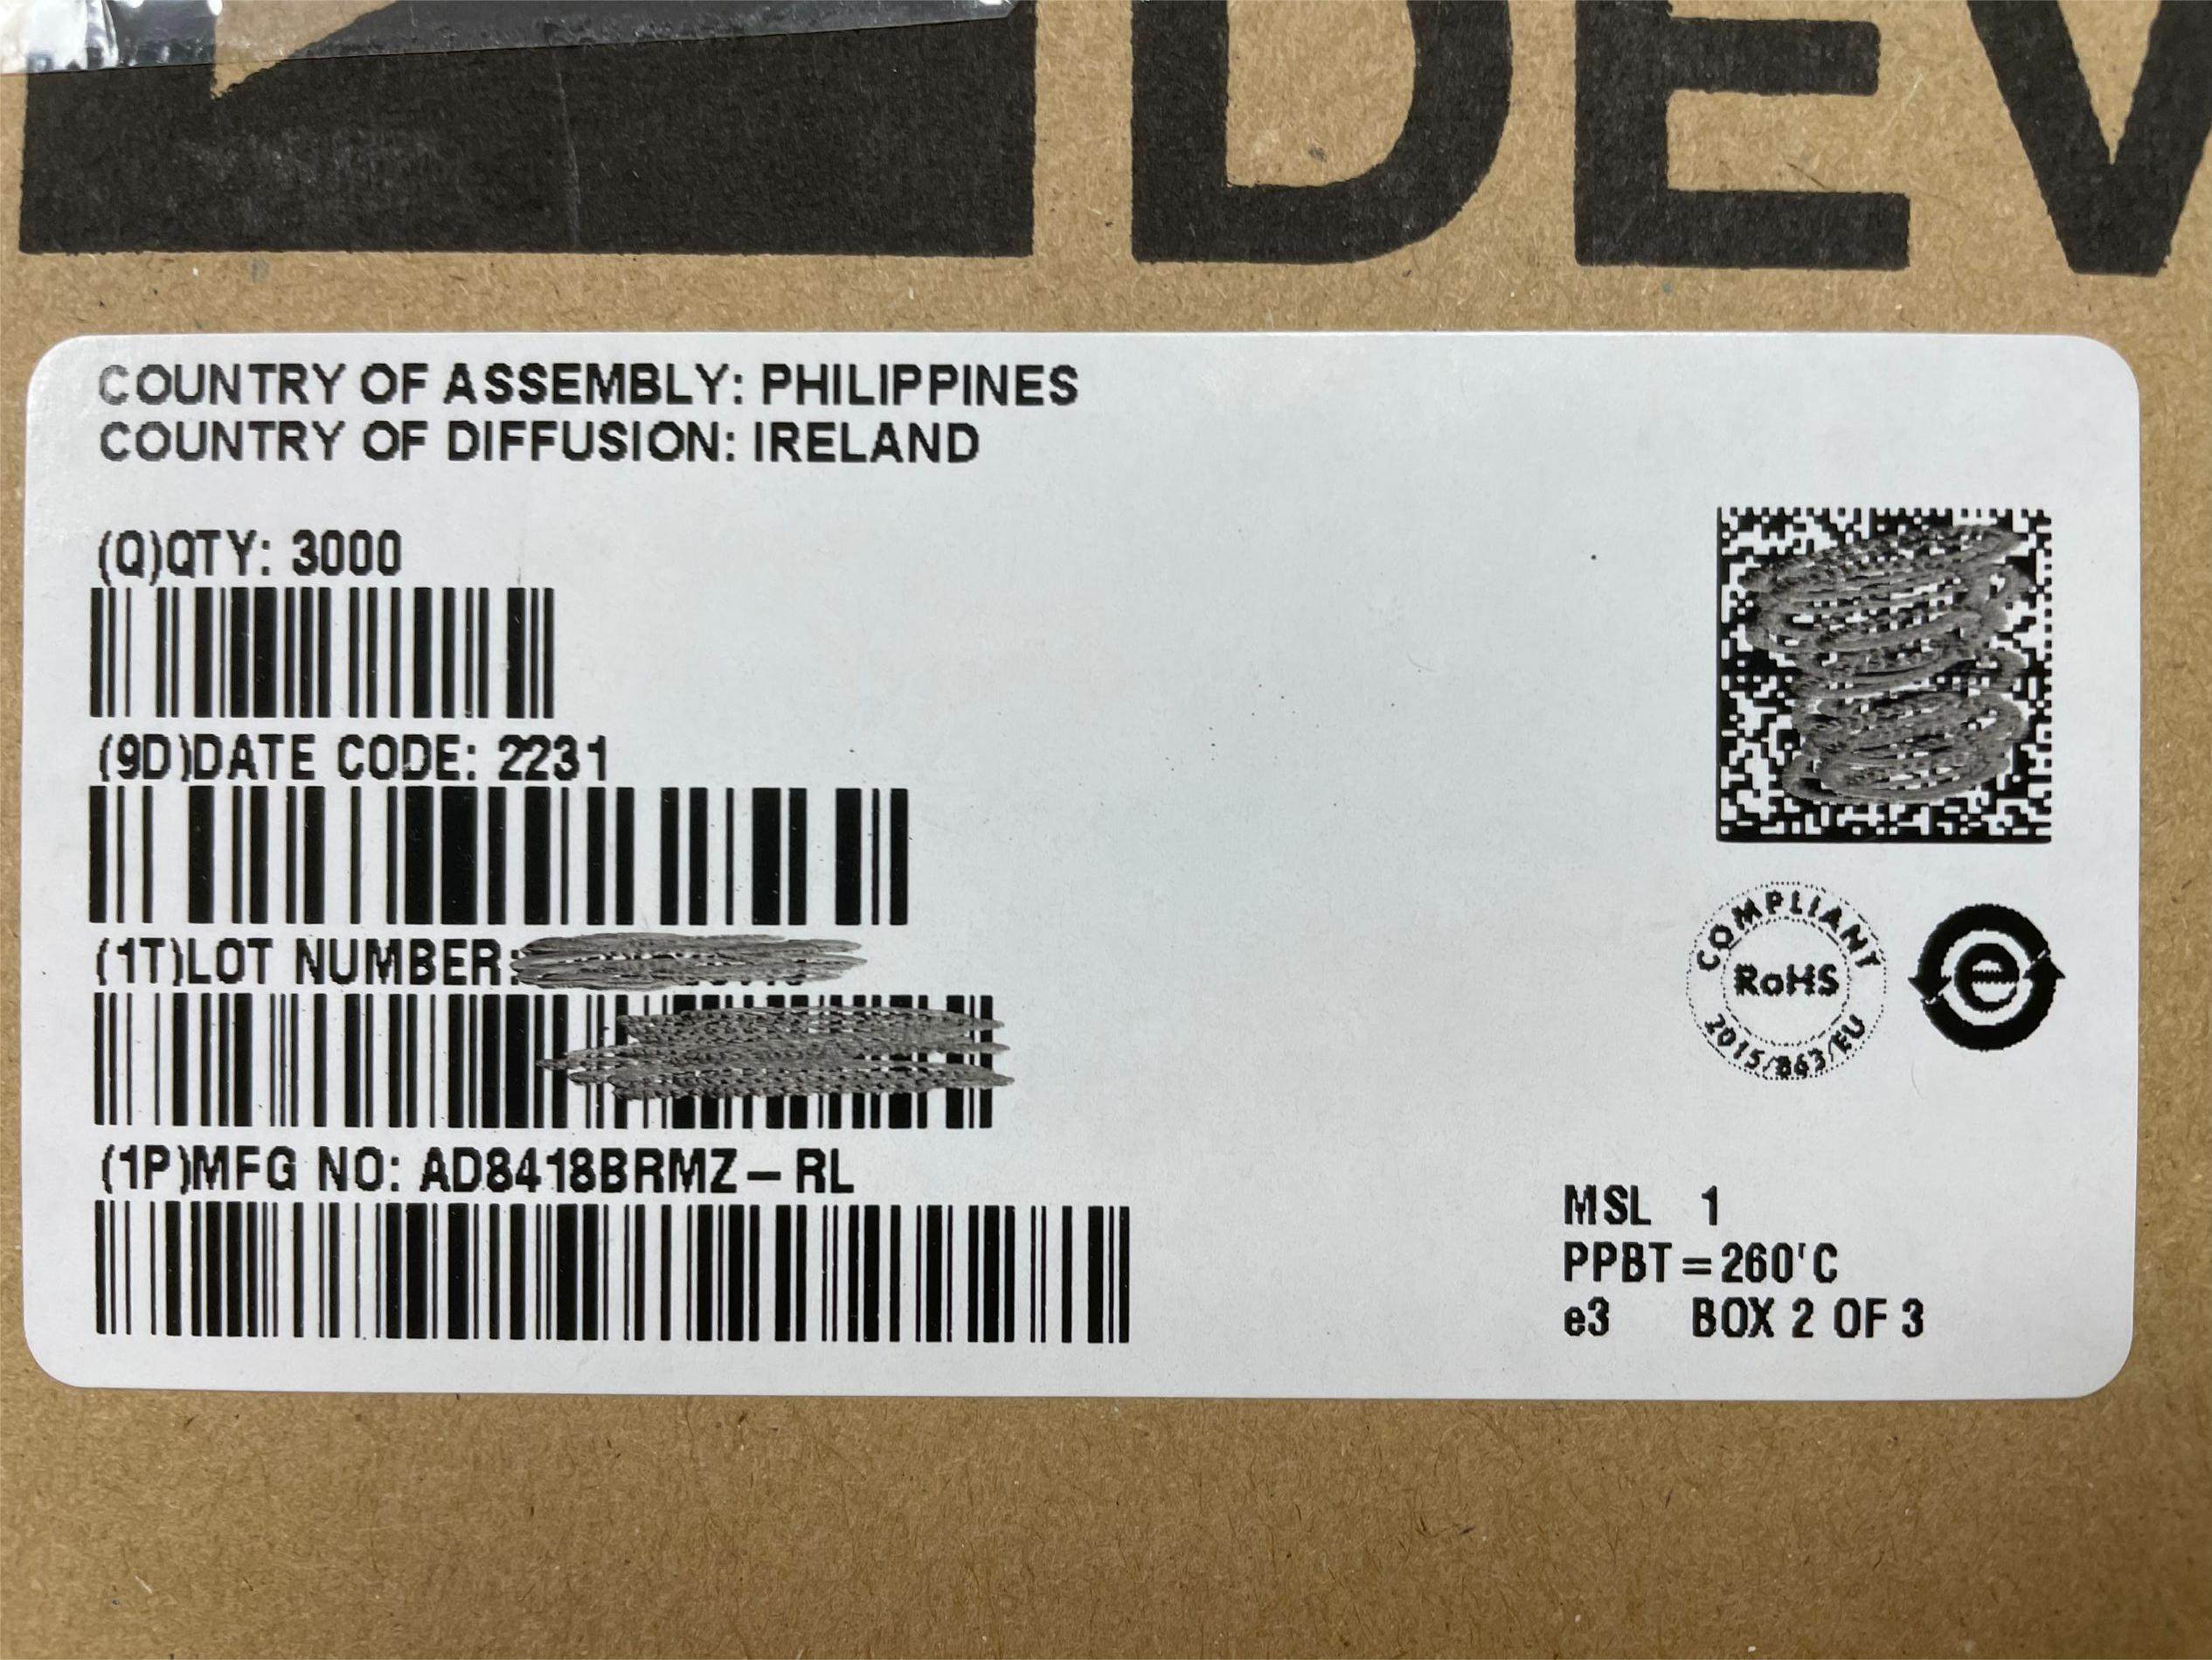 DEV
COUNTRY OF ASSEMBLY: PHILIPPINES
COUNTRY OF DIFFUSION: IRELAND
(Q)QTY: 3000
(9D)DATE CODE: 2231
(1T)LOT NUMBER:
(1P)MFG NO: AD8418BRMZ-RL
COMPLIANT
RoHS
2015/863/EU
e
MSL 1
PPBT=260'C
e3 BOX 2 OF 3